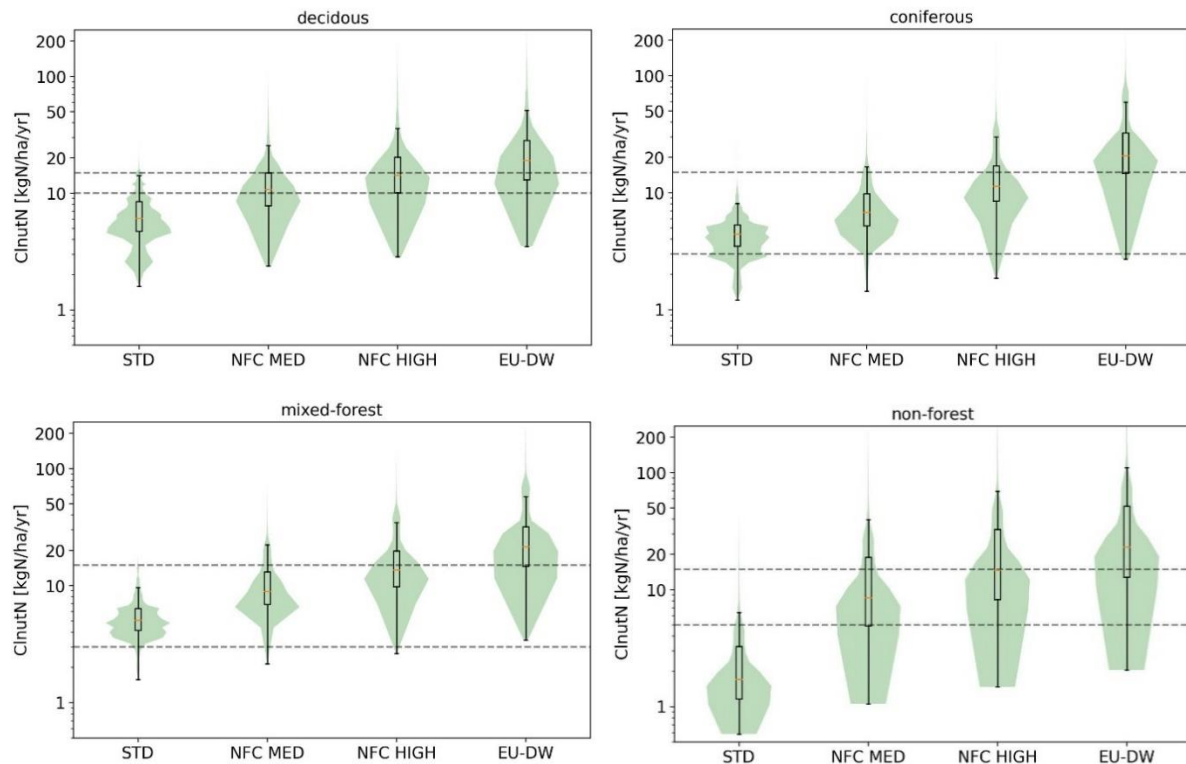 decidous
ClnutN [kgN/ha/yr]
200
100
50
20
10
1
STD NFC MED NFC HIGH EU-DW
coniferous
ClnutN [kgN/ha/yr]
200
100
50
20
10
1
STD NFC MED NFC HIGH EU-DW
mixed-forest
ClnutN [kgN/ha/yr]
200
100
50
20
10
1
STD NFC MED NFC HIGH EU-DW
non-forest
ClnutN [kgN/ha/yr]
200
100
50
20
10
1
STD NFC MED NFC HIGH EU-DW